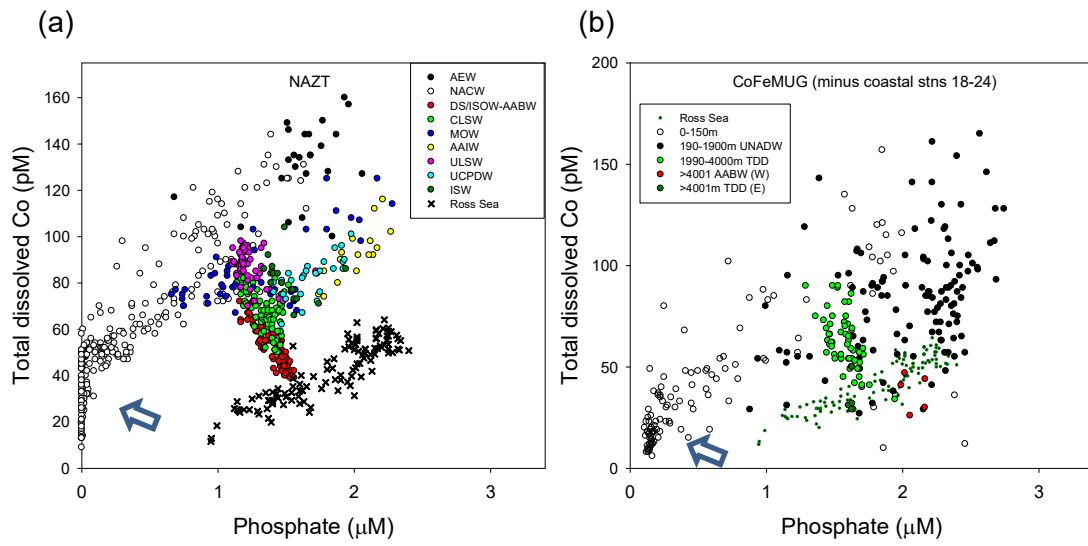 (a)
NAZT
Total dissolved Co (pM)
160
140
120
100
80
60
40
20
0
AEW
NACW
DS/ISOW-AABW
CLSW
MOW
AAIW
ULSW
UCPDW
ISW
Ross Sea
0
1
2
3
Phosphate (μM)
(b)
CoFeMUG (minus coastal stns 18-24)
Total dissolved Co (pM)
200
150
100
50
0
Ross Sea
0-150m
190-1900m UNADW
1990-4000m TDD
>4001 AABW (W)
>4001m TDD (E)
0
1
2
3
Phosphate (μM)